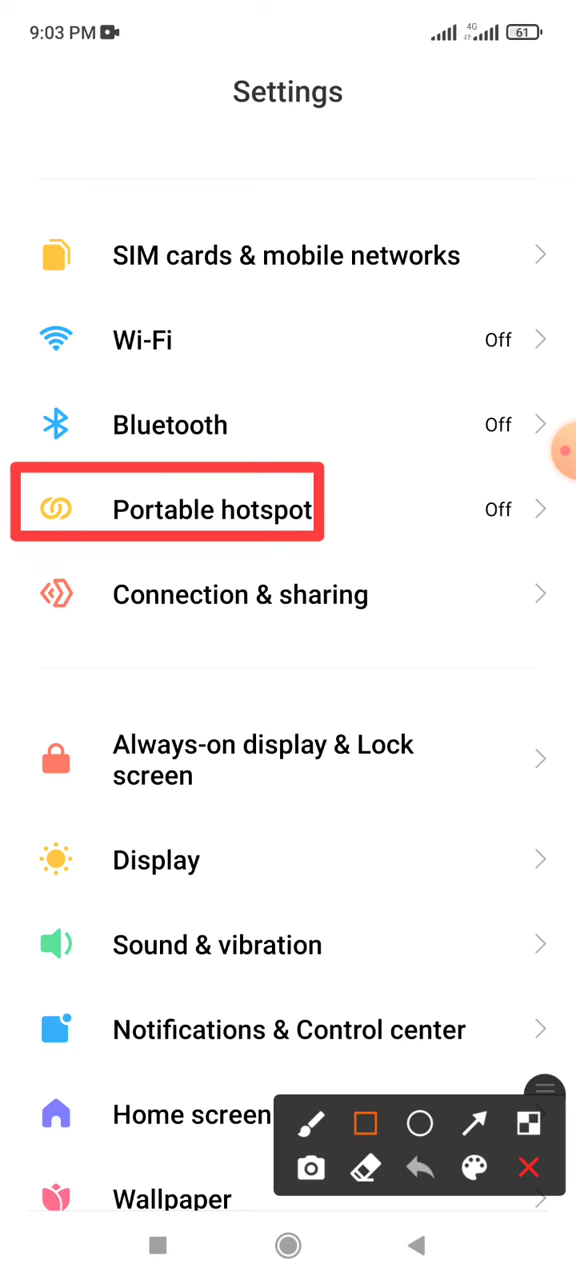 9:03 PM
4G
61
Settings
SIM cards & mobile networks
Wi-Fi
Off
Bluetooth
Off
Portable hotspot
Off
Connection & sharing
Always-on display & Lock
screen
Display
Sound & vibration
Notifications & Control center
Home screen
Wallpaper